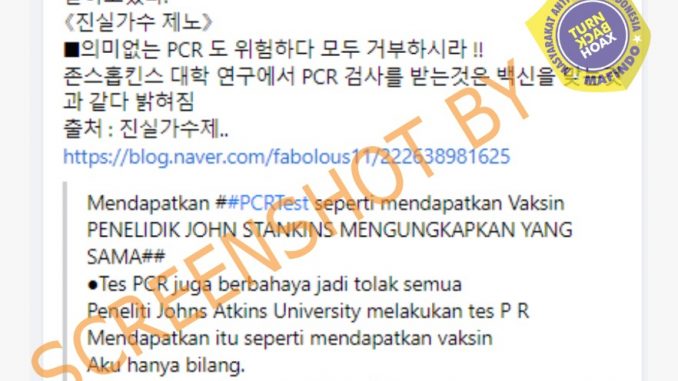 《진실가수 제노》
■의미없는 PCR 도 위험하다 모두 거부하시라 !!
존스홉킨스 대학 연구에서 PCR 검사를 받는것은 백신을
과 같다 밝혀짐
출처 : 진실가수제..
https://blog.naver.com/fabolous11/222638981625
Mendapatkan ##PCRTest seperti mendapatkan Vaksin
PENELIDIK JOHN STANKINS MENGUNGKAPKAN YANG
SAMA##
●Tes PCR juga berbahaya jadi tolak semua
Peneliti Johns Atkins University melakukan tes P R
Mendapatkan itu seperti mendapatkan vaksin
Aku hanya bilang.
SCREENSHOT BY
TURN
BACK
HOAX
MASYARAKAT ANTI
INDONESIA
MAFINDO